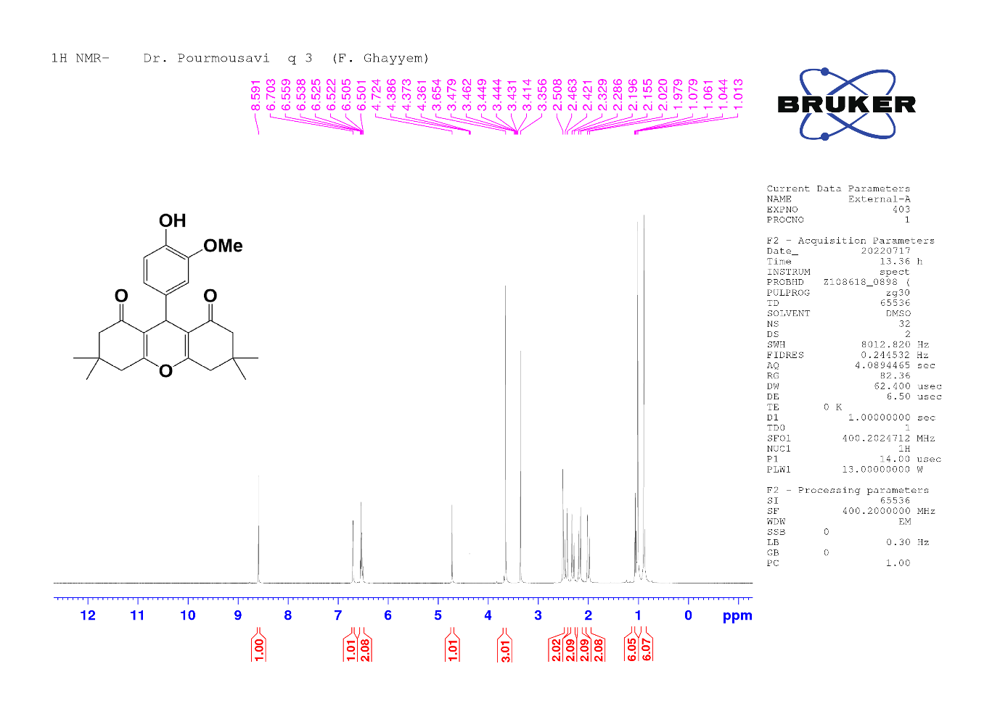 1H NMR-    Dr. Pourmousavi  q 3  (F. Ghayyem)
8.591 6.703 6.559 6.538 6.525 6.522 6.505 6.501 4.724 4.386 4.373 4.361 3.654 3.479 3.462 3.449 3.444 3.431 3.414 3.356 2.508 2.463 2.421 2.329 2.286 2.196 2.155 2.020 1.979 1.079 1.061 1.044 1.013
BRUKER
OH
OMe
O O
O
Current Data Parameters
NAME External-A
EXPNO 403
PROCNO 1
F2 - Acquisition Parameters
Date_ 20220717
Time 13.36 h
INSTRUM spect
PROBHD Z108618_0898 (
PULPROG zg30
TD 65536
SOLVENT DMSO
NS 32
DS 2
SWH 8012.820 Hz
FIDRES 0.244532 Hz
AQ 4.0894465 sec
RG 82.36
DW 62.400 usec
DE 6.50 usec
TE 0 K
D1 1.00000000 sec
TD0 1
SFO1 400.2024712 MHz
NUC1 1H
P1 14.00 usec
PLW1 13.00000000 W
F2 - Processing parameters
SI 65536
SF 400.2000000 MHz
WDW EM
SSB 0
LB 0.30 Hz
GB 0
PC 1.00
12 11 10 9 8 7 6 5 4 3 2 1 0 ppm
1.00 1.01 2.08 1.01 3.01 2.02 2.09 2.09 2.08 6.05 6.07